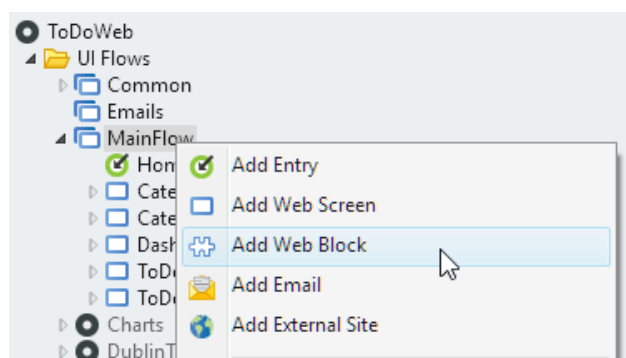 ToDoWeb
UI Flows
Common
Emails
MainFlow
Add Entry
Add Web Screen
Add Web Block
Add Email
Add External Site
Charts